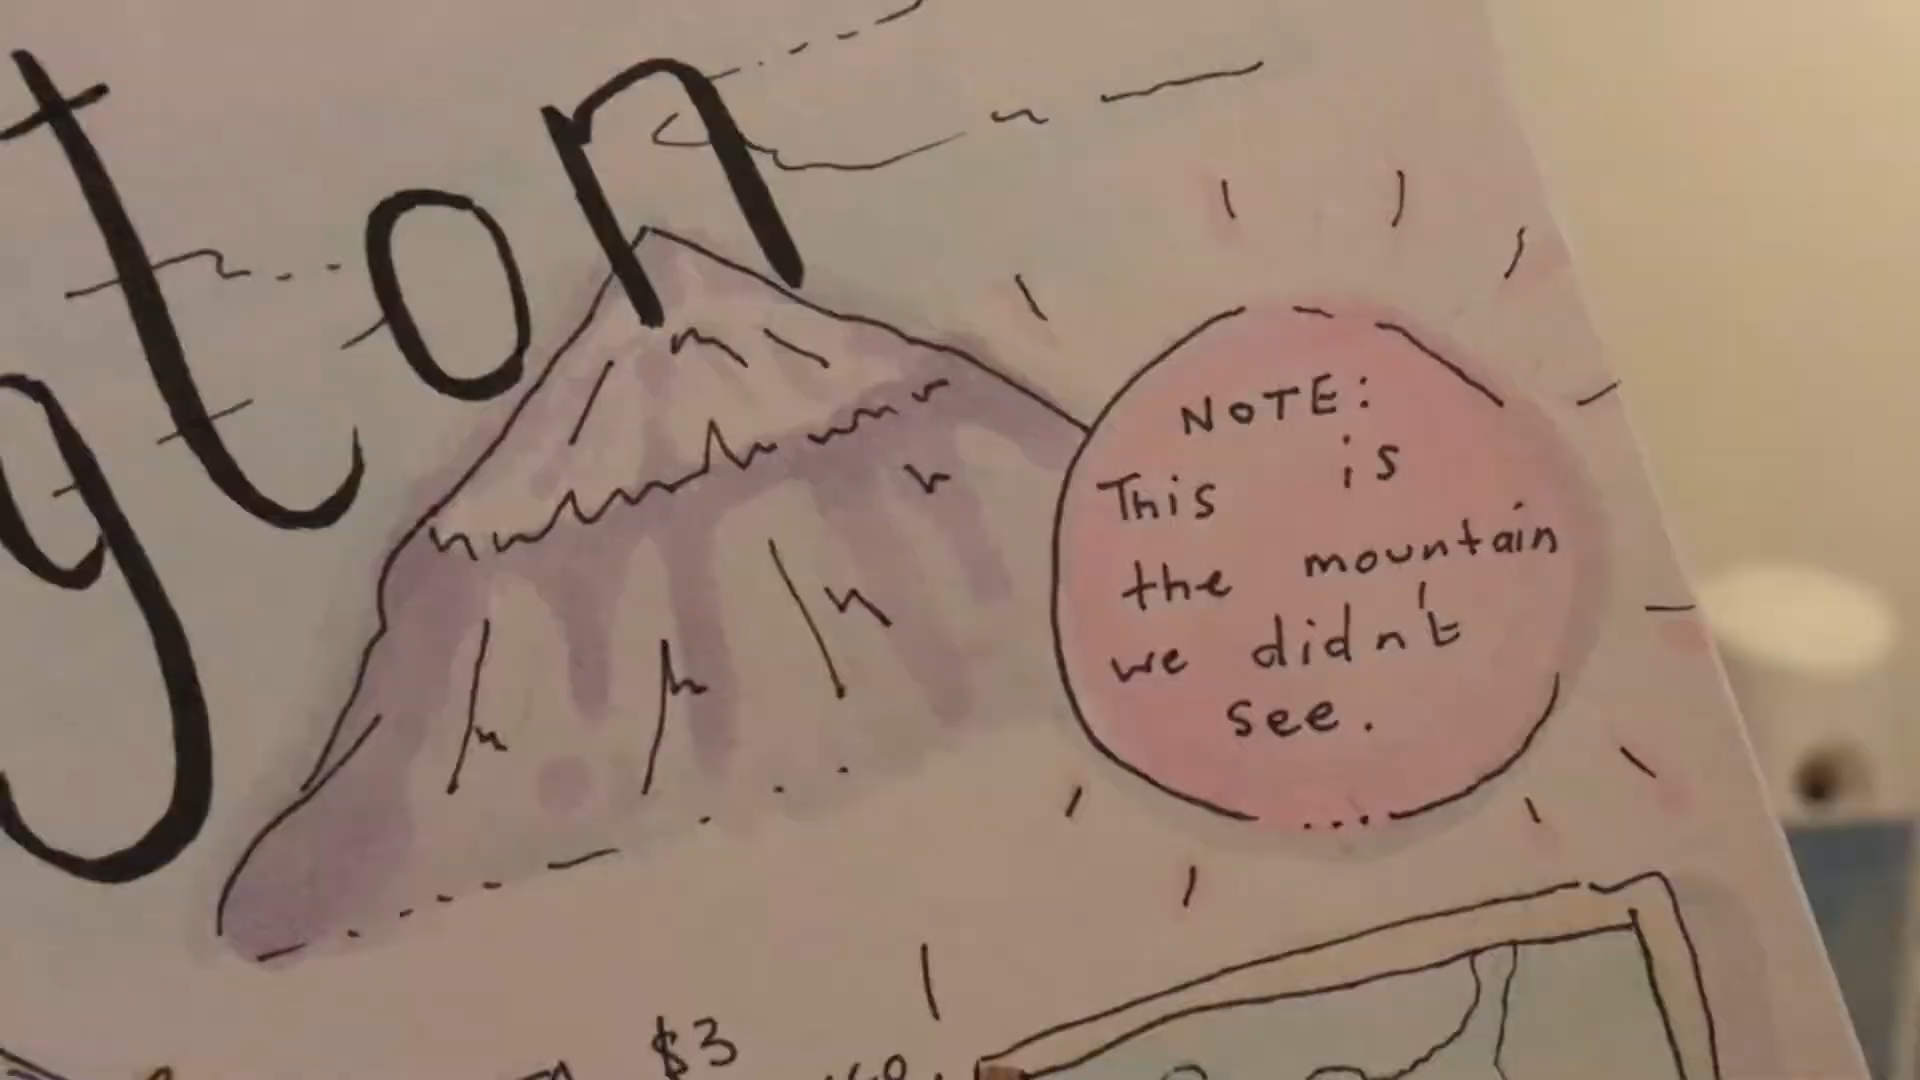 gton
NOTE:
This is
the mountain
we didn't
see.
$3